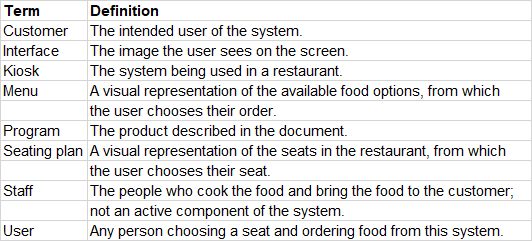 Term Definition
Customer The intended user of the system.
Interface The image the user sees on the screen.
Kiosk The system being used in a restaurant.
Menu A visual representation of the available food options, from which
the user chooses their order.
Program The product described in the document.
Seating plan A visual representation of the seats in the restaurant, from which
the user chooses their seat.
Staff The people who cook the food and bring the food to the customer;
not an active component of the system.
User Any person choosing a seat and ordering food from this system.